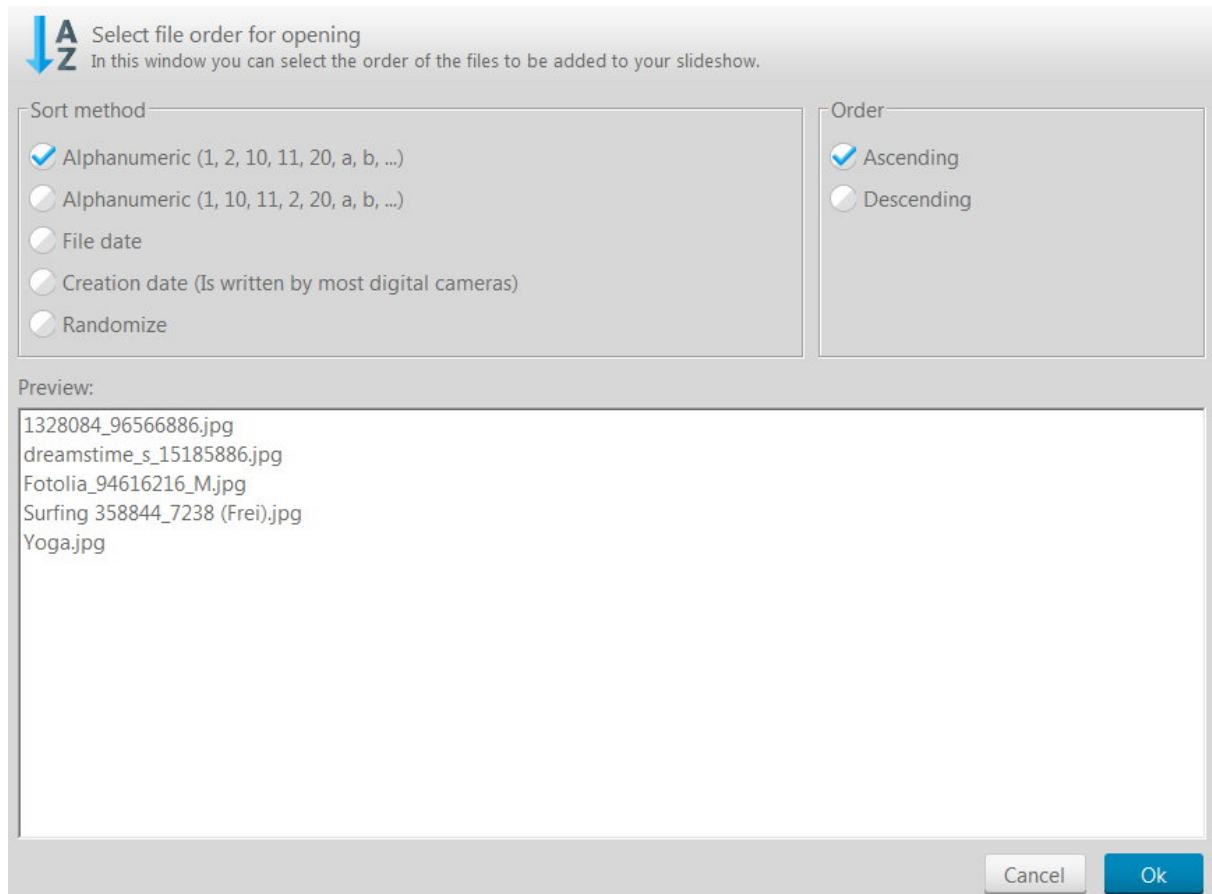 A
Z
Select file order for opening
In this window you can select the order of the files to be added to your slideshow.
Sort method
Alphanumeric (1, 2, 10, 11, 20, a, b, ...)
Alphanumeric (1, 10, 11, 2, 20, a, b, ...)
File date
Creation date (Is written by most digital cameras)
Randomize
Order
Ascending
Descending
Preview:
1328084_96566886.jpg
dreamstime_s_15185886.jpg
Fotolia_94616216_M.jpg
Surfing 358844_7238 (Frei).jpg
Yoga.jpg
Cancel
Ok